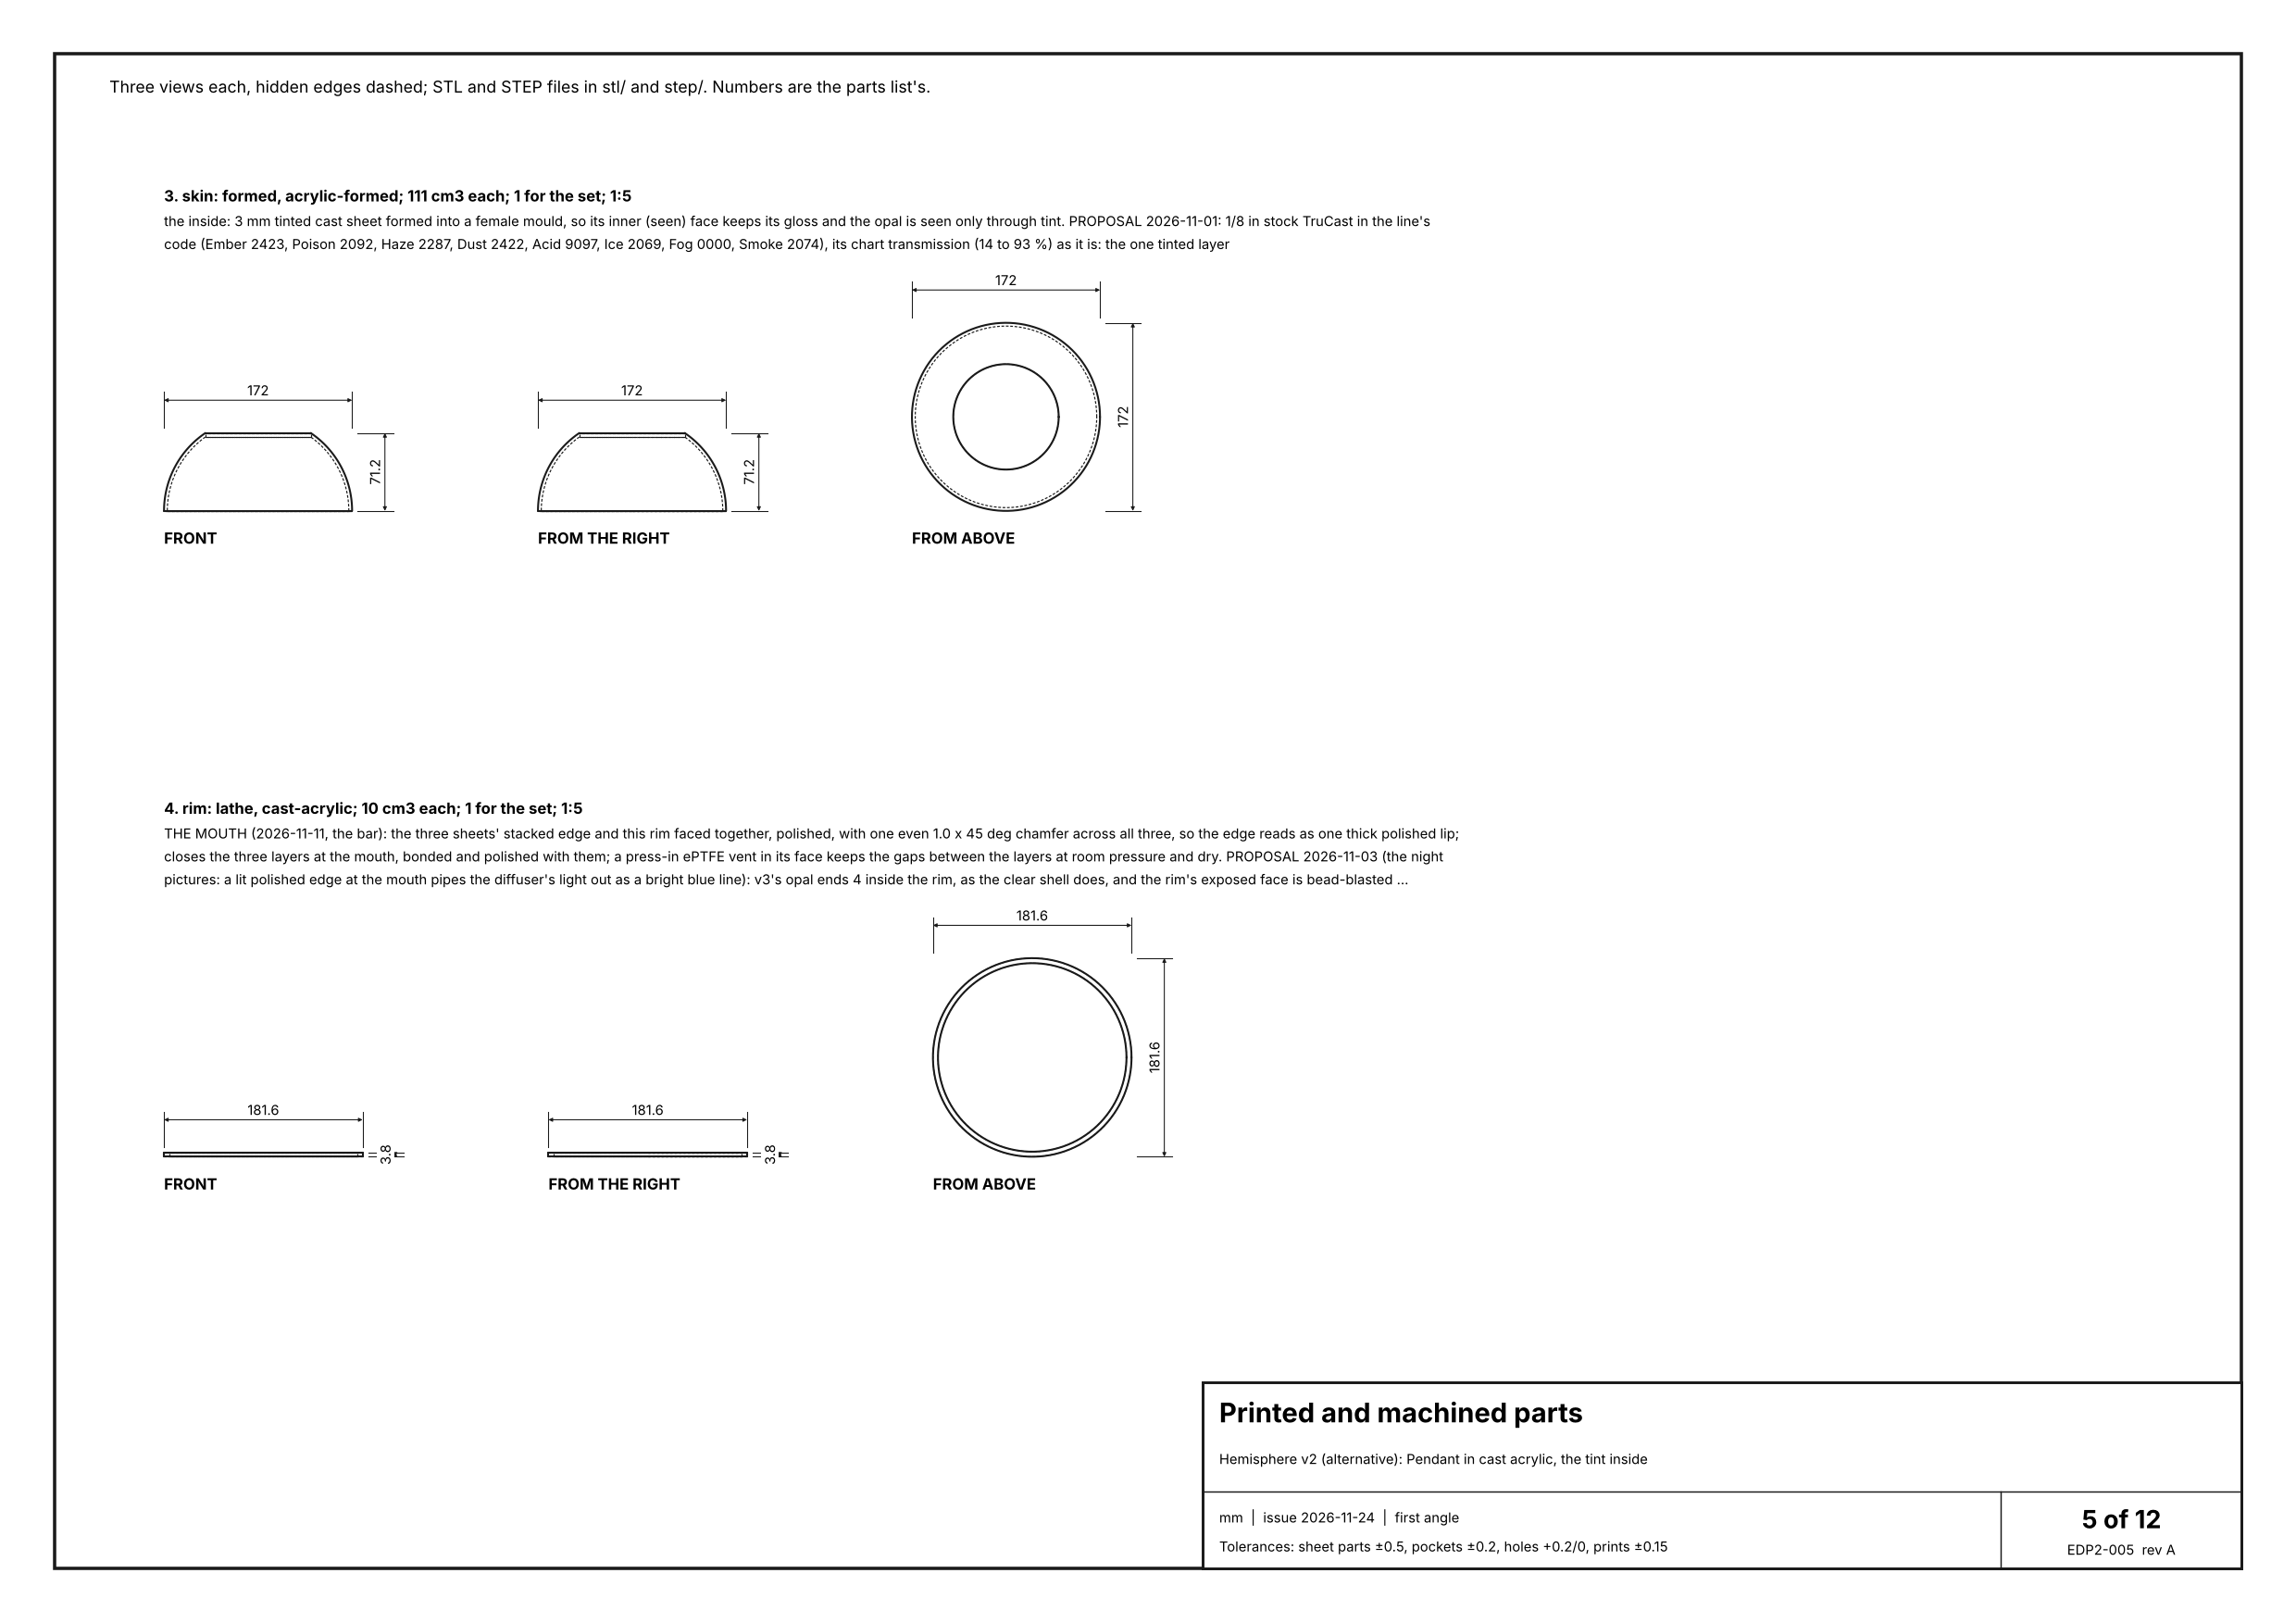 Three views each, hidden edges dashed; STL and STEP files in stl/ and step/. Numbers are the parts list's.
3. skin: formed, acrylic-formed; 111 cm3 each; 1 for the set; 1:5
the inside: 3 mm tinted cast sheet formed into a female mould, so its inner (seen) face keeps its gloss and the opal is seen only through tint. PROPOSAL 2026-11-01: 1/8 in stock TruCast in the line's
code (Ember 2423, Poison 2092, Haze 2287, Dust 2422, Acid 9097, Ice 2069, Fog 0000, Smoke 2074), its chart transmission (14 to 93 %) as it is: the one tinted layer
172
172
172
71.2
71.2
172
FRONT
FROM THE RIGHT
FROM ABOVE
4. rim: lathe, cast-acrylic; 10 cm3 each; 1 for the set; 1:5
THE MOUTH (2026-11-11, the bar): the three sheets' stacked edge and this rim faced together, polished, with one even 1.0 x 45 deg chamfer across all three, so the edge reads as one thick polished lip;
closes the three layers at the mouth, bonded and polished with them; a press-in ePTFE vent in its face keeps the gaps between the layers at room pressure and dry. PROPOSAL 2026-11-03 (the night
pictures: a lit polished edge at the mouth pipes the diffuser's light out as a bright blue line): v3's opal ends 4 inside the rim, as the clear shell does, and the rim's exposed face is bead-blasted ...
181.6
181.6
181.6
3.8
3.8
181.6
FRONT
FROM THE RIGHT
FROM ABOVE
Printed and machined parts
Hemisphere v2 (alternative): Pendant in cast acrylic, the tint inside
mm | issue 2026-11-24 | first angle
Tolerances: sheet parts ±0.5, pockets ±0.2, holes +0.2/0, prints ±0.15
5 of 12
EDP2-005 rev A